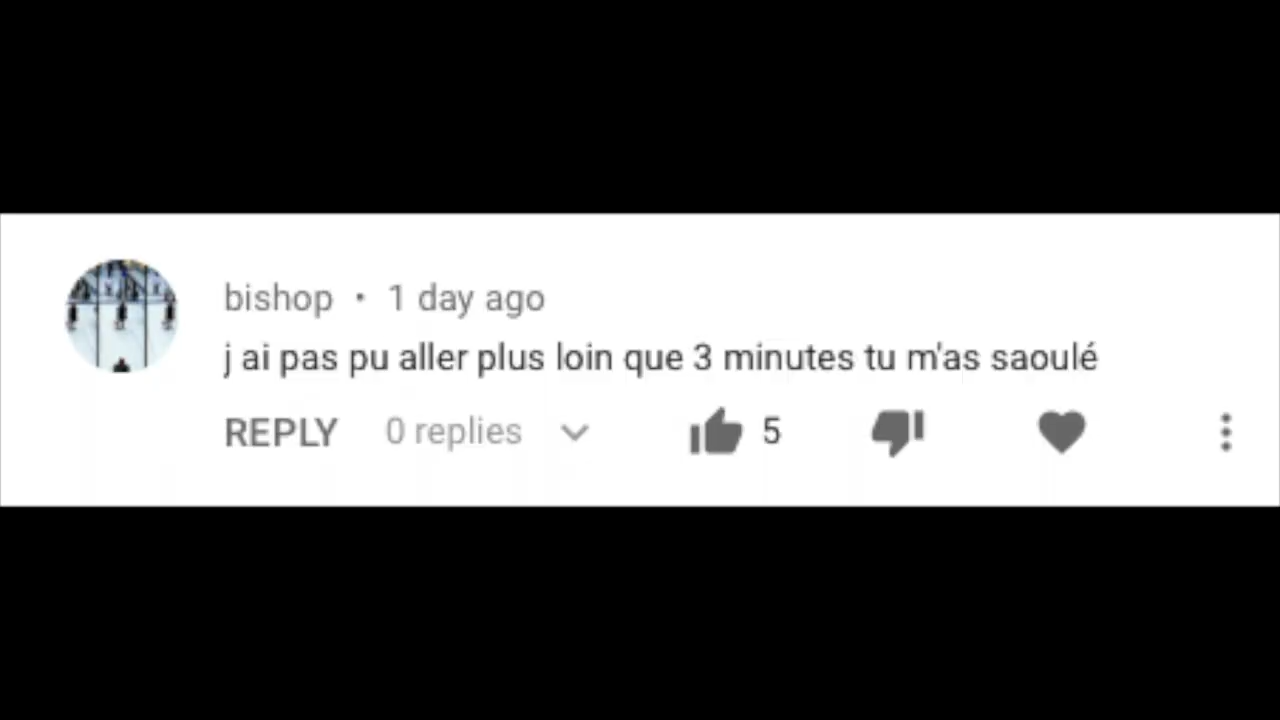 bishop • 1 day ago
j ai pas pu aller plus loin que 3 minutes tu m'as saoulé
REPLY 0 replies 5